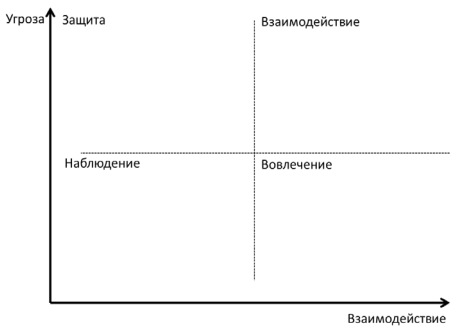 Угроза
Защита
Взаимодействие
Наблюдение
Вовлечение
Взаимодействие